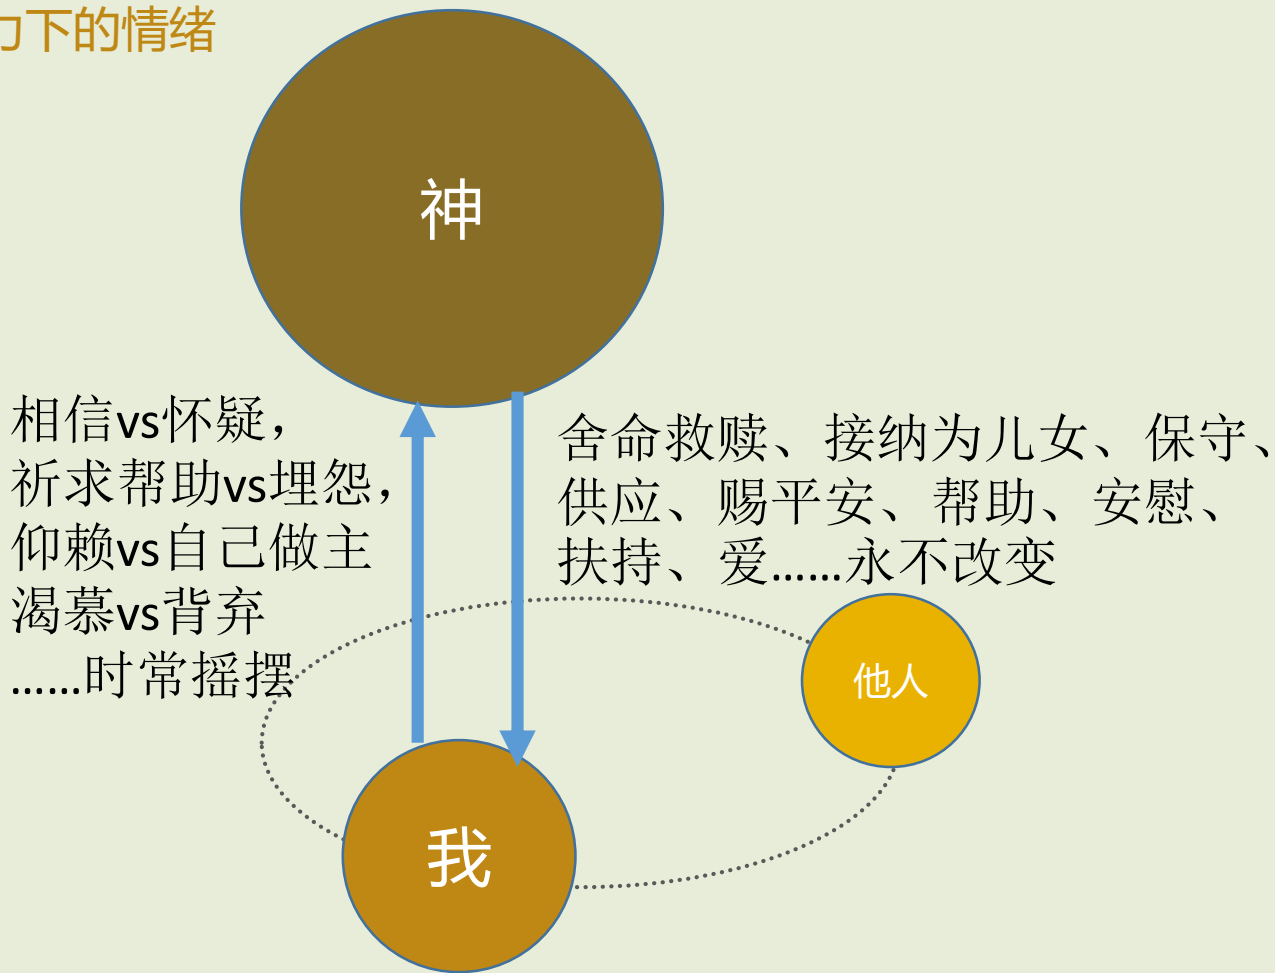 力下的情绪
神
相信vs怀疑，
祈求帮助vs埋怨，
仰赖vs自己做主
渴慕vs背弃
……时常摇摆
舍命救赎、接纳为儿女、保守、
供应、赐平安、帮助、安慰、
扶持、爱……永不改变
他人
我